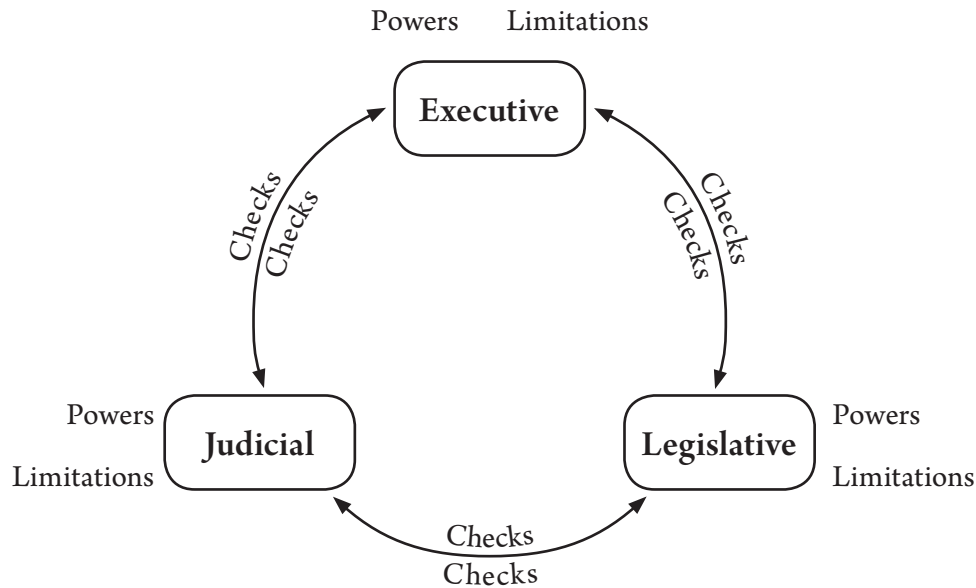 Powers Limitations
Executive
Checks
Checks
Checks
Checks
Powers
Judicial
Limitations
Powers
Legislative
Limitations
Checks
Checks